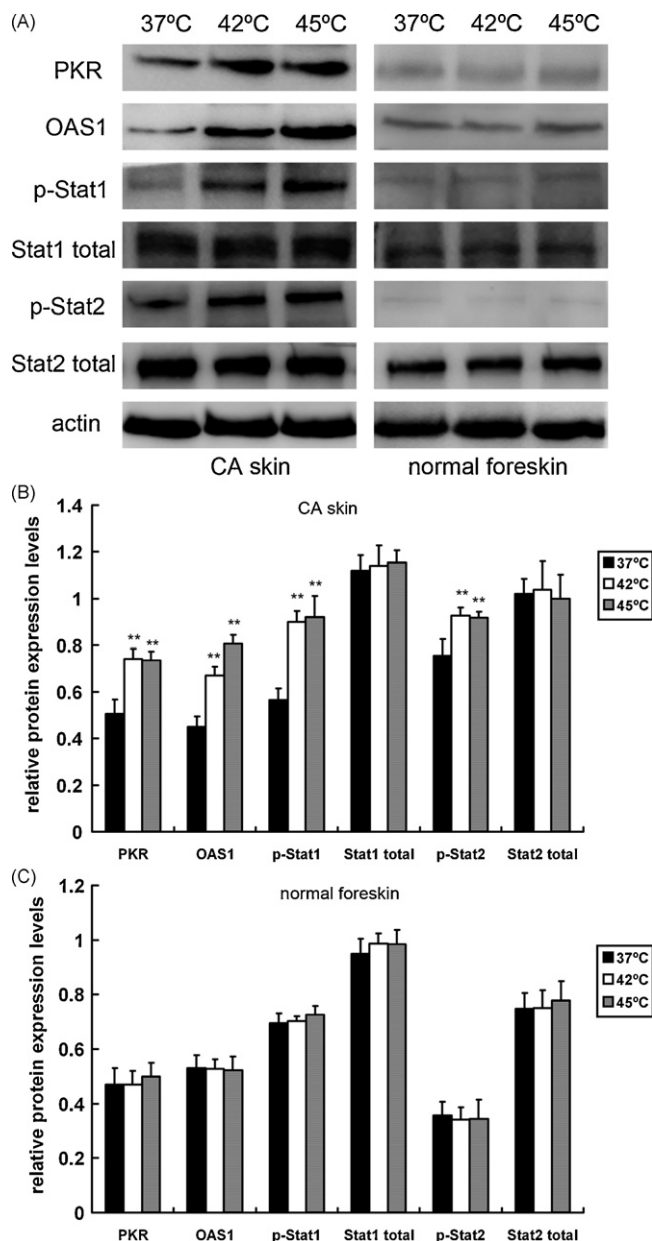 (A)
37ºC 42ºC 45ºC 37ºC 42ºC 45ºC
PKR
OAS1
p-Stat1
Stat1 total
p-Stat2
Stat2 total
actin
CA skin normal foreskin
(B)
CA skin
relative protein expression levels
1.4
1.2
1
0.8
0.6
0.4
0.2
0
** ** ** ** ** ** ** **
37ºC
42ºC
45ºC
PKR OAS1 p-Stat1 Stat1 total p-Stat2 Stat2 total
(C)
normal foreskin
relative protein expression levels
1.2
1
0.8
0.6
0.4
0.2
0
37ºC
42ºC
45ºC
PKR OAS1 p-Stat1 Stat1 total p-Stat2 Stat2 total